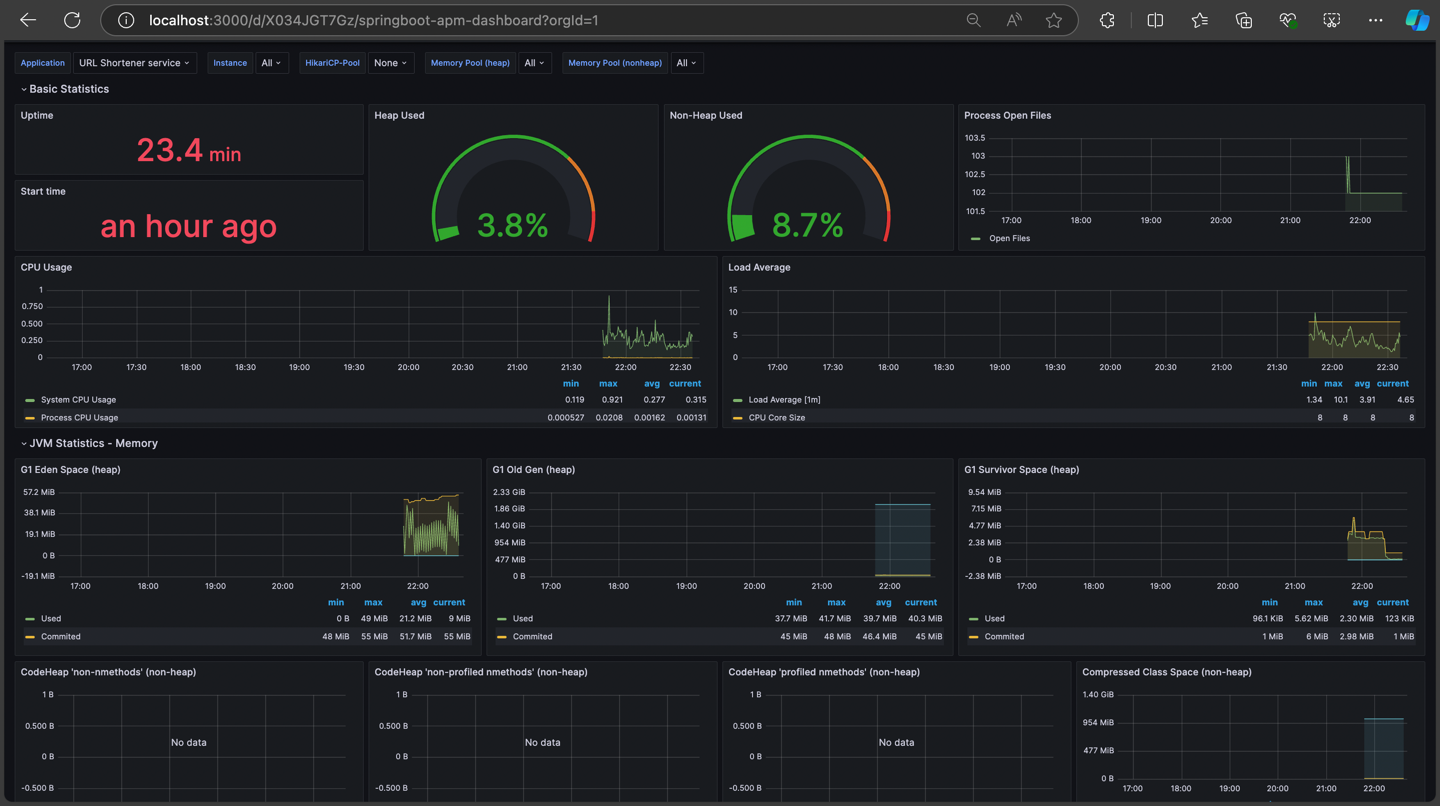 localhost:3000/d/X034JGT7Gz/springboot-apm-dashboard?orgId=1
Application URL Shortener service Instance All HikariCP-Pool None Memory Pool (heap) All Memory Pool (nonheap) All
Basic Statistics
Uptime
23.4 min
Start time
an hour ago
Heap Used
3.8%
Non-Heap Used
8.7%
Process Open Files
103.5
103
102.5
102
101.5
17:00 18:00 19:00 20:00 21:00 22:00
Open Files
CPU Usage
1
0.750
0.500
0.250
0
17:00 17:30 18:00 18:30 19:00 19:30 20:00 20:30 21:00 21:30 22:00 22:30
min max avg current
System CPU Usage 0.119 0.921 0.277 0.315
Process CPU Usage 0.000527 0.0208 0.00162 0.00131
Load Average
15
10
5
0
17:00 17:30 18:00 18:30 19:00 19:30 20:00 20:30 21:00 21:30 22:00 22:30
min max avg current
Load Average [1m] 1.34 10.1 3.91 4.65
CPU Core Size 8 8 8 8
JVM Statistics - Memory
G1 Eden Space (heap)
57.2 MiB
38.1 MiB
19.1 MiB
0 B
-19.1 MiB
17:00 18:00 19:00 20:00 21:00 22:00
min max avg current
Used 0 B 49 MiB 21.2 MiB 9 MiB
Commited 48 MiB 55 MiB 51.7 MiB 55 MiB
G1 Old Gen (heap)
2.33 GiB
1.86 GiB
1.40 GiB
954 MiB
477 MiB
0 B
17:00 18:00 19:00 20:00 21:00 22:00
min max avg current
Used 37.7 MiB 41.7 MiB 39.7 MiB 40.3 MiB
Commited 45 MiB 48 MiB 46.4 MiB 45 MiB
G1 Survivor Space (heap)
9.54 MiB
7.15 MiB
4.77 MiB
2.38 MiB
0 B
-2.38 MiB
17:00 18:00 19:00 20:00 21:00 22:00
min max avg current
Used 96.1 KiB 5.62 MiB 2.30 MiB 123 KiB
Commited 1 MiB 6 MiB 2.98 MiB 1 MiB
CodeHeap 'non-nmethods' (non-heap)
1 B
0.500 B
0 B
-0.500 B
No data
CodeHeap 'non-profiled nmethods' (non-heap)
1 B
0.500 B
0 B
-0.500 B
No data
CodeHeap 'profiled nmethods' (non-heap)
1 B
0.500 B
0 B
-0.500 B
No data
Compressed Class Space (non-heap)
1.40 GiB
954 MiB
477 MiB
0 B
17:00 18:00 19:00 20:00 21:00 22:00